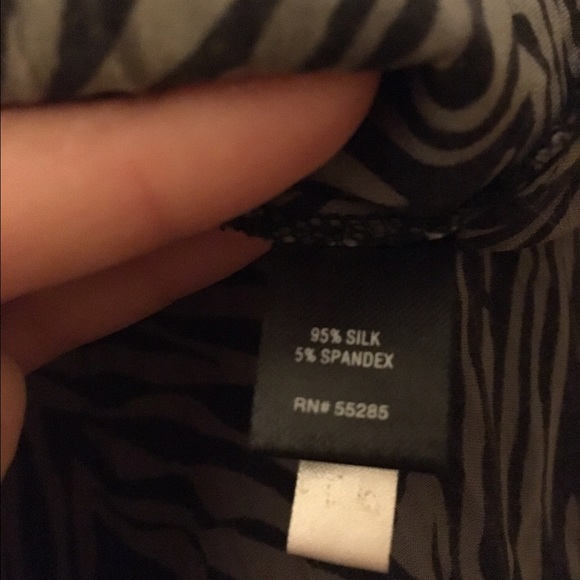 95% SILK
5% SPANDEX
RN# 55285